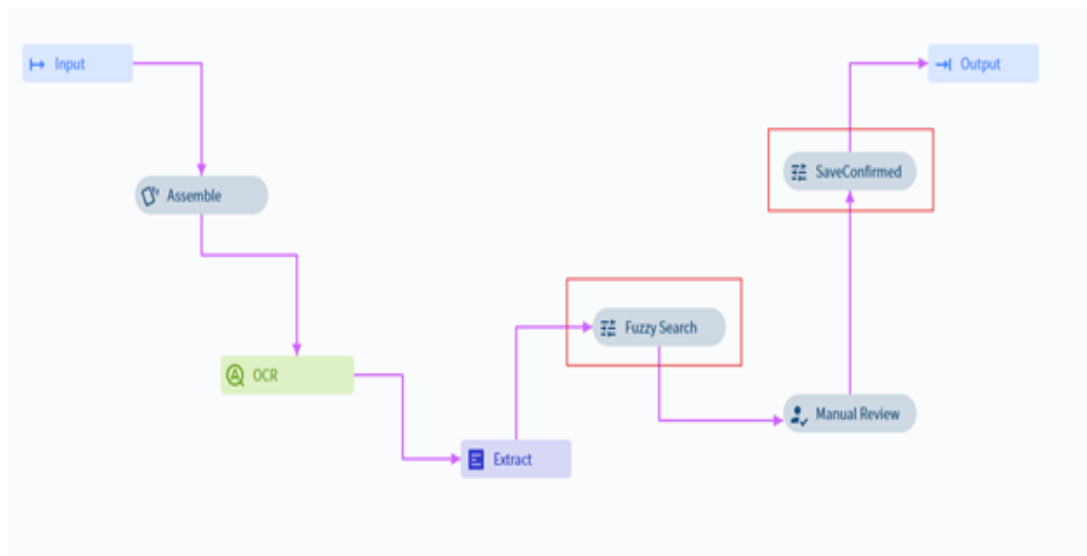 Input
Output
SaveConfirmed
Assemble
Fuzzy Search
OCR
Manual Review
Extract